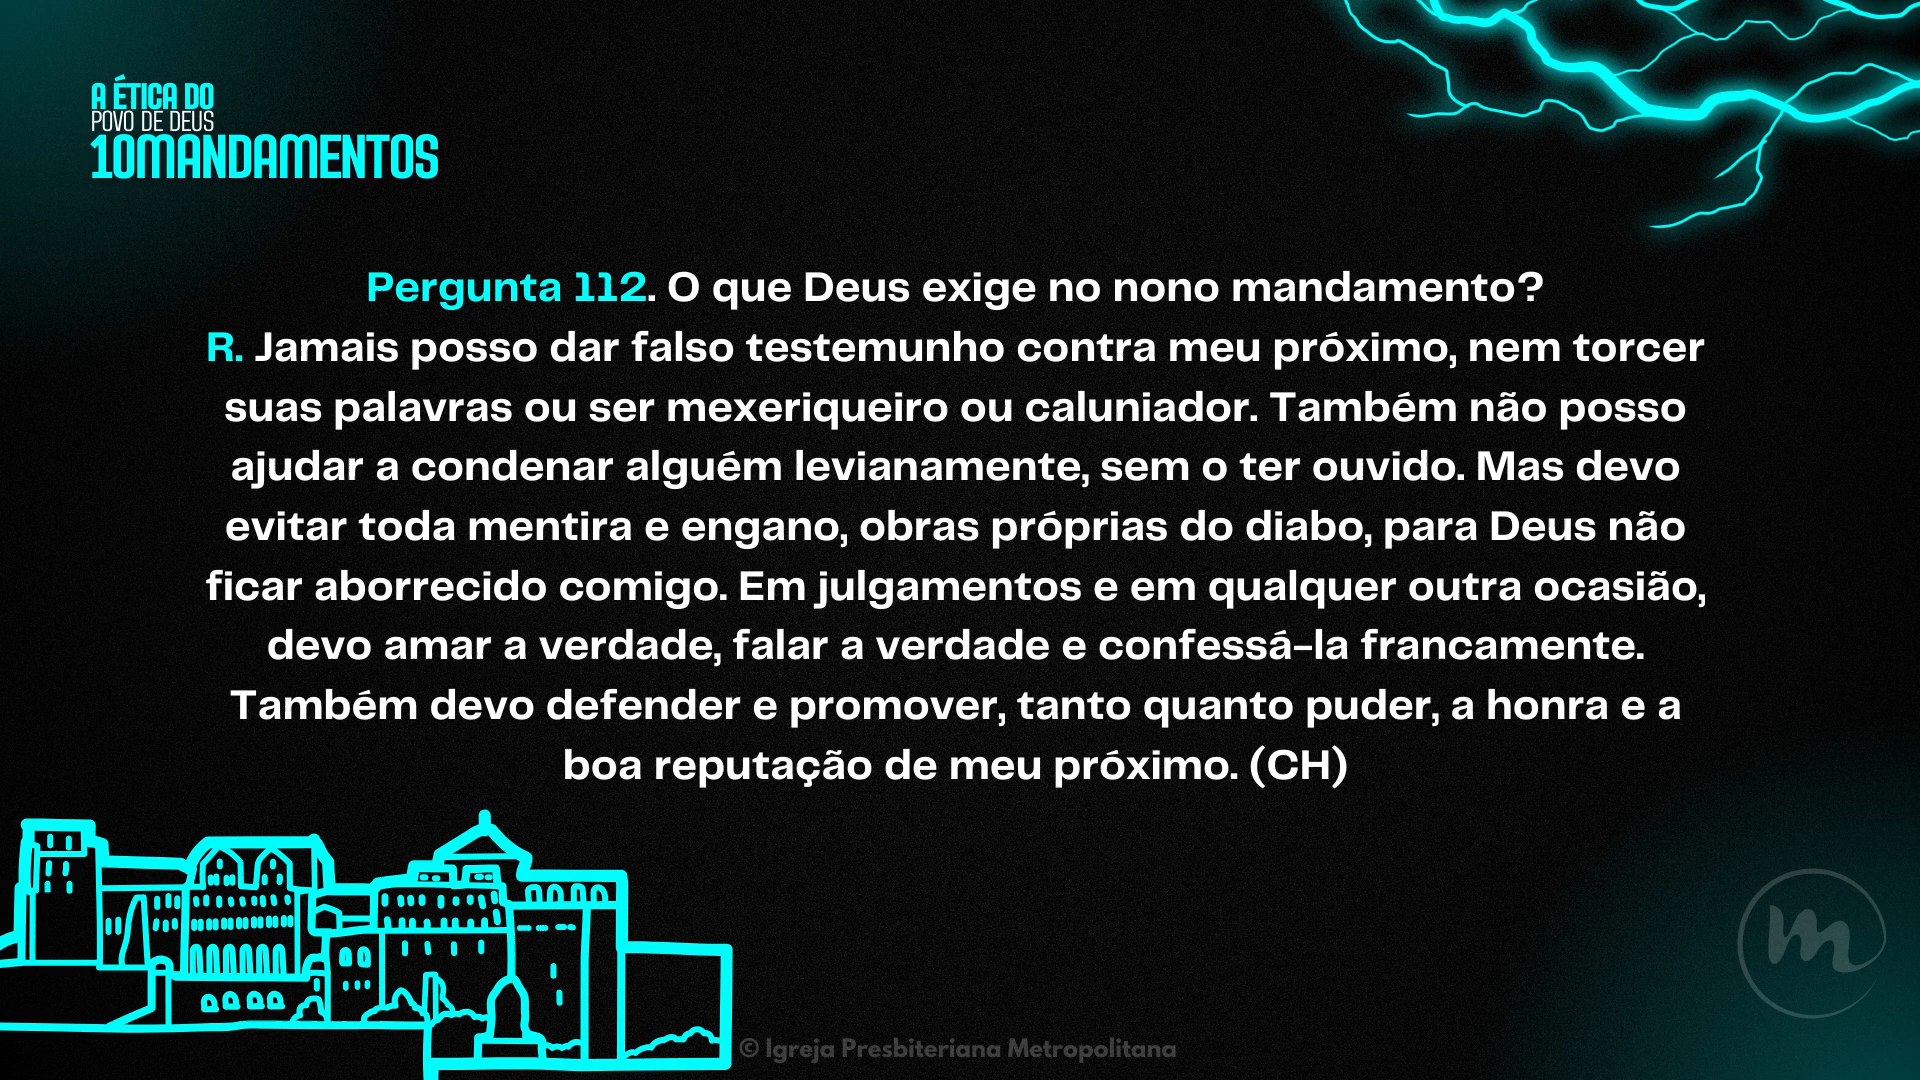 A ÉTICA DO
POVO DE DEUS
10MANDAMENTOS
Pergunta 112. O que Deus exige no nono mandamento?
R. Jamais posso dar falso testemunho contra meu próximo, nem torcer
suas palavras ou ser mexeriqueiro ou caluniador. Também não posso
ajudar a condenar alguém levianamente, sem o ter ouvido. Mas devo
evitar toda mentira e engano, obras próprias do diabo, para Deus não
ficar aborrecido comigo. Em julgamentos e em qualquer outra ocasião,
devo amar a verdade, falar a verdade e confessá-la francamente.
Também devo defender e promover, tanto quanto puder, a honra e a
boa reputação de meu próximo. (CH)
m
© Igreja Presbiteriana Metropolitana